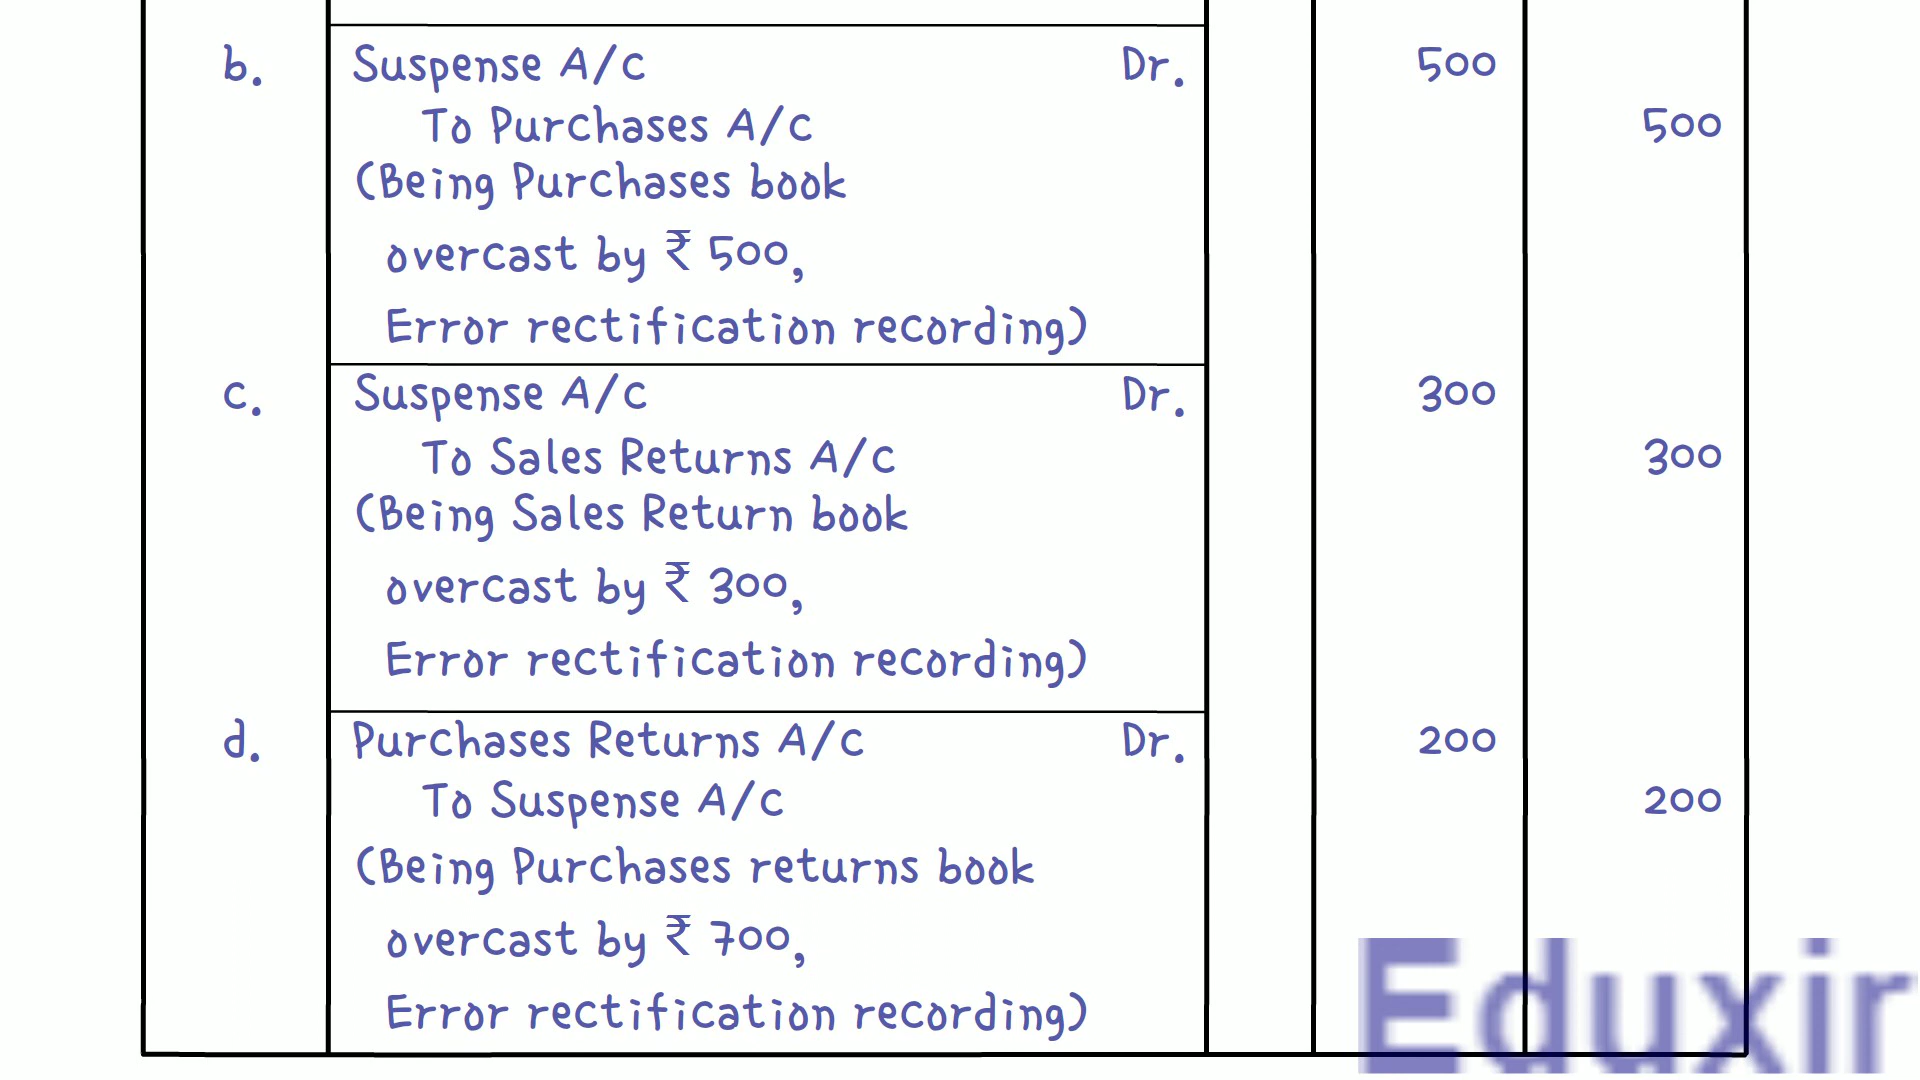 b. Suspense A/c Dr. 500
To Purchases A/c 500
(Being Purchases book
overcast by ₹ 500,
Error rectification recording)
c. Suspense A/c Dr. 300
To Sales Returns A/c 300
(Being Sales Return book
overcast by ₹ 300,
Error rectification recording)
d. Purchases Returns A/c Dr. 200
To Suspense A/c 200
(Being Purchases returns book
overcast by ₹ 700,
Error rectification recording)
Eduxir